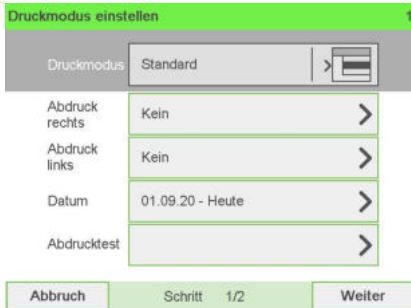 Druckmodus einstellen 1
Druckmodus Standard
Abdruck
rechts
Kein
Abdruck
links
Kein
Datum 01.09.20 - Heute
Abdrucktest
Abbruch Schritt 1/2 Weiter